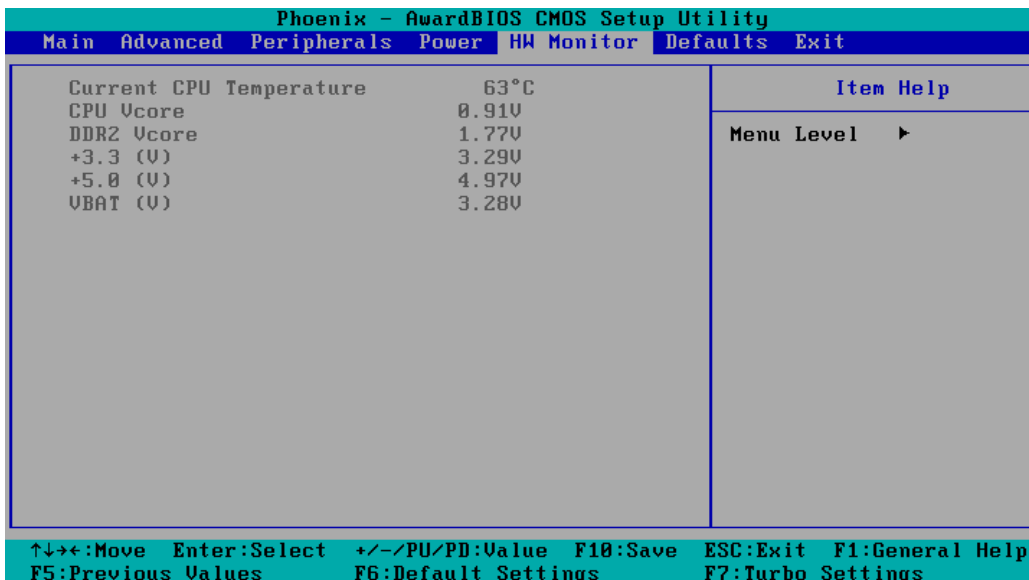 Phoenix - AwardBIOS CMOS Setup Utility
Main Advanced Peripherals Power HW Monitor Defaults Exit
Current CPU Temperature 63°C
CPU Vcore 0.91V
DDR2 Vcore 1.77V
+3.3 (V) 3.29V
+5.0 (V) 4.97V
VBAT (V) 3.28V
Item Help
Menu Level ▶
↑↓→←:Move Enter:Select +/-/PU/PD:Value F10:Save ESC:Exit F1:General Help
F5:Previous Values F6:Default Settings F7:Turbo Settings